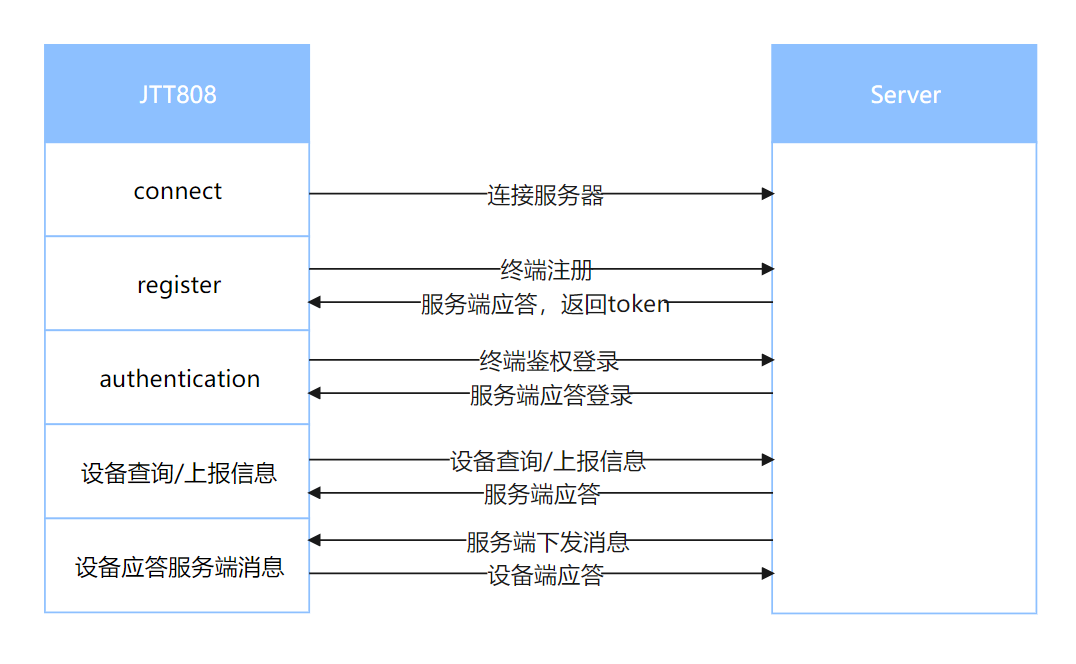 JTT808
Server
connect
连接服务器
register
终端注册
服务端应答，返回token
authentication
终端鉴权登录
服务端应答登录
设备查询/上报信息
设备查询/上报信息
服务端应答
设备应答服务端消息
服务端下发消息
设备端应答